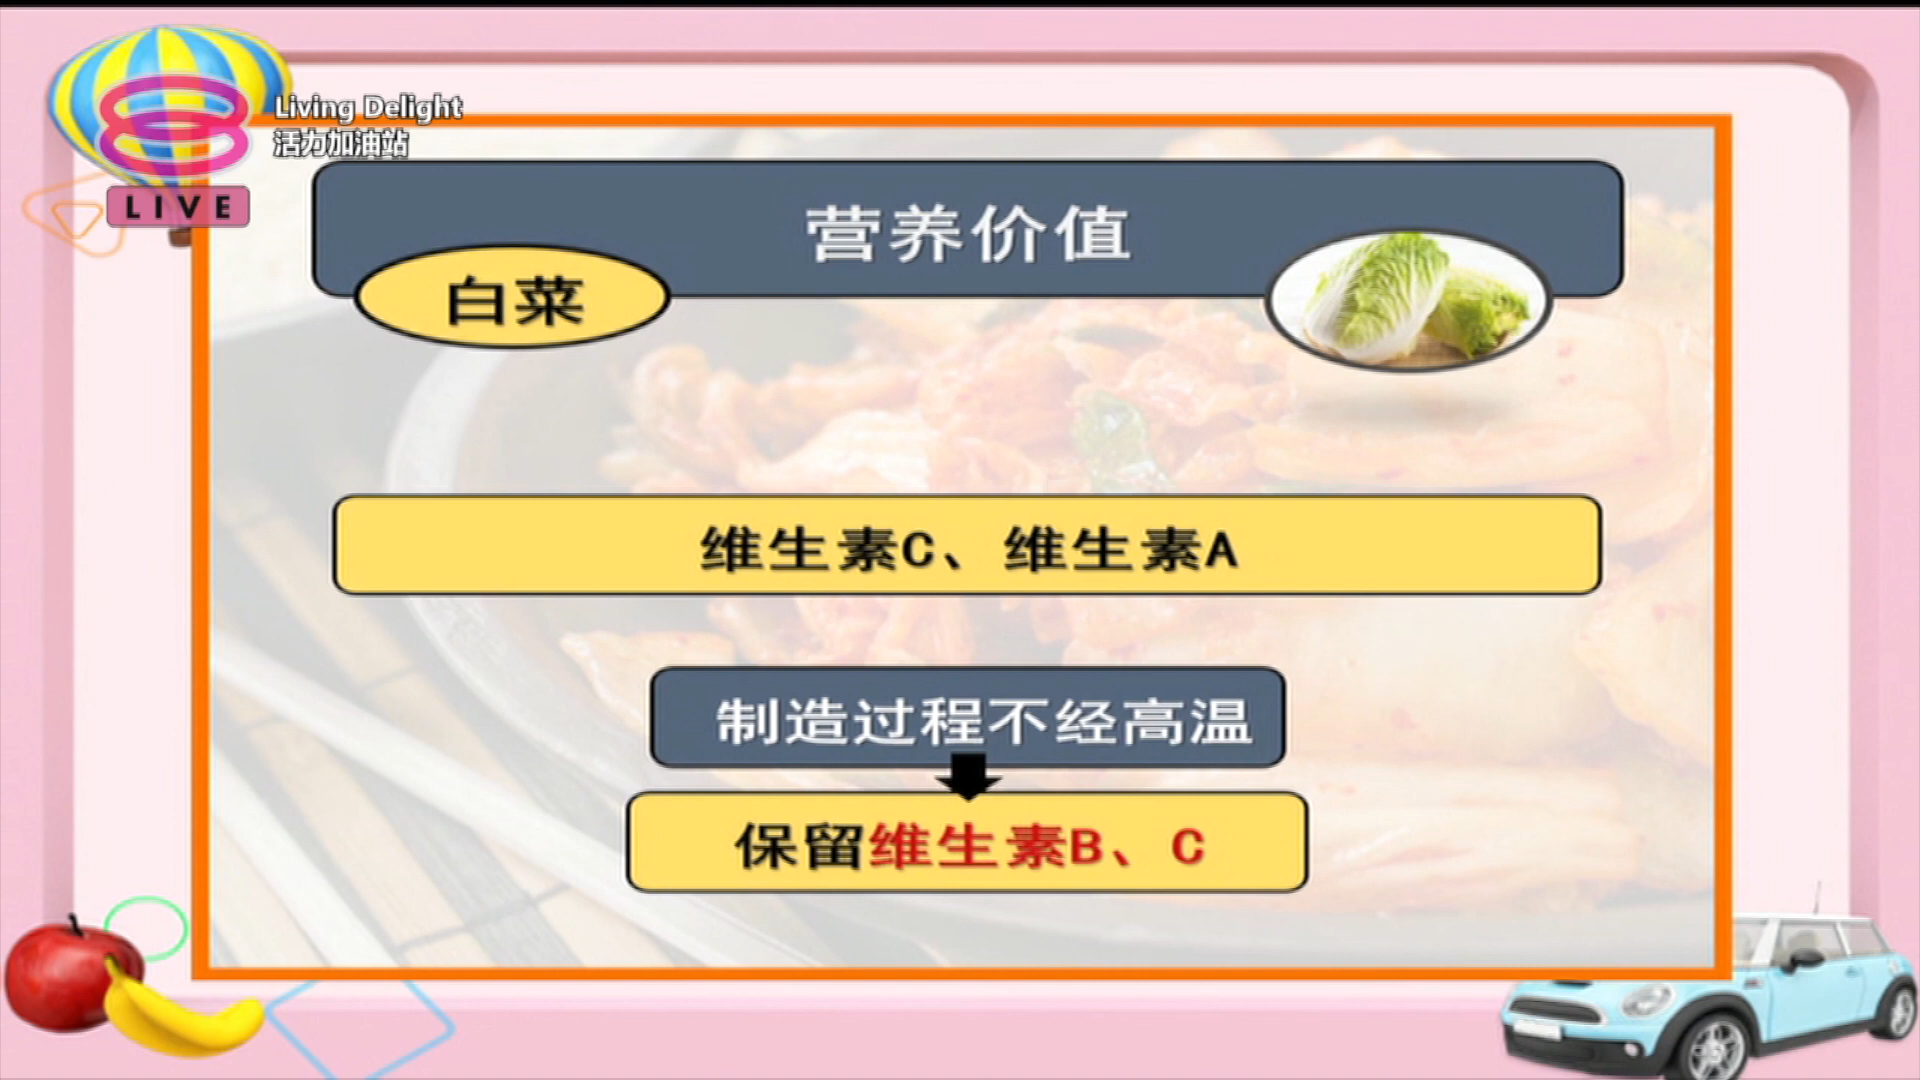 Living Delight
活力加油站
LIVE
营养价值
白菜
维生素C、维生素A
制造过程不经高温
保留维生素B、C